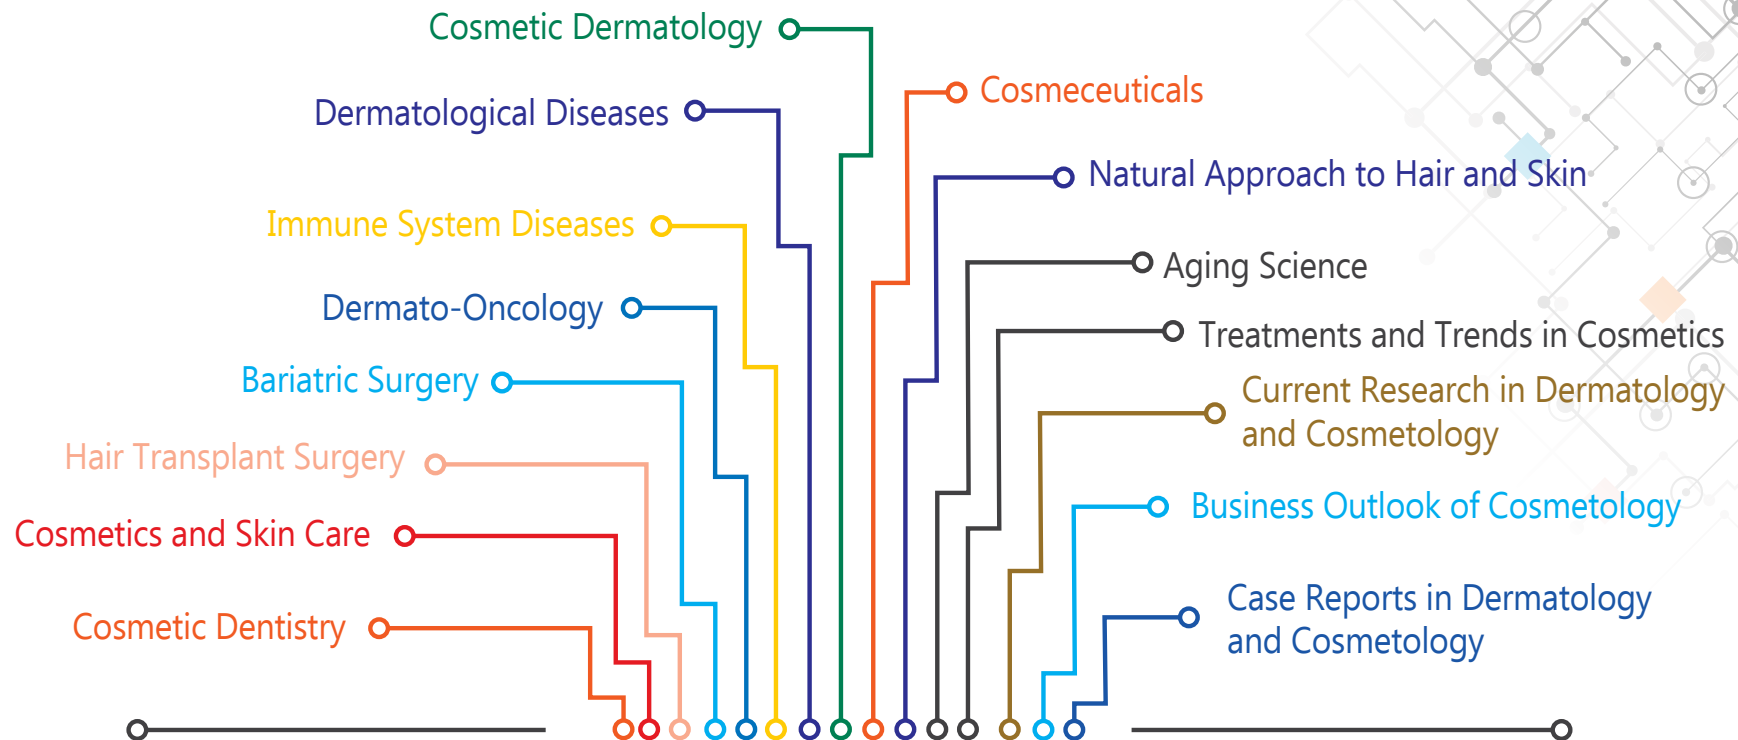 Cosmetic Dermatology
Dermatological Diseases
Immune System Diseases
Dermato-Oncology
Bariatric Surgery
Hair Transplant Surgery
Cosmetics and Skin Care
Cosmetic Dentistry
Cosmeceuticals
Natural Approach to Hair and Skin
Aging Science
Treatments and Trends in Cosmetics
Current Research in Dermatology
and Cosmetology
Business Outlook of Cosmetology
Case Reports in Dermatology
and Cosmetology